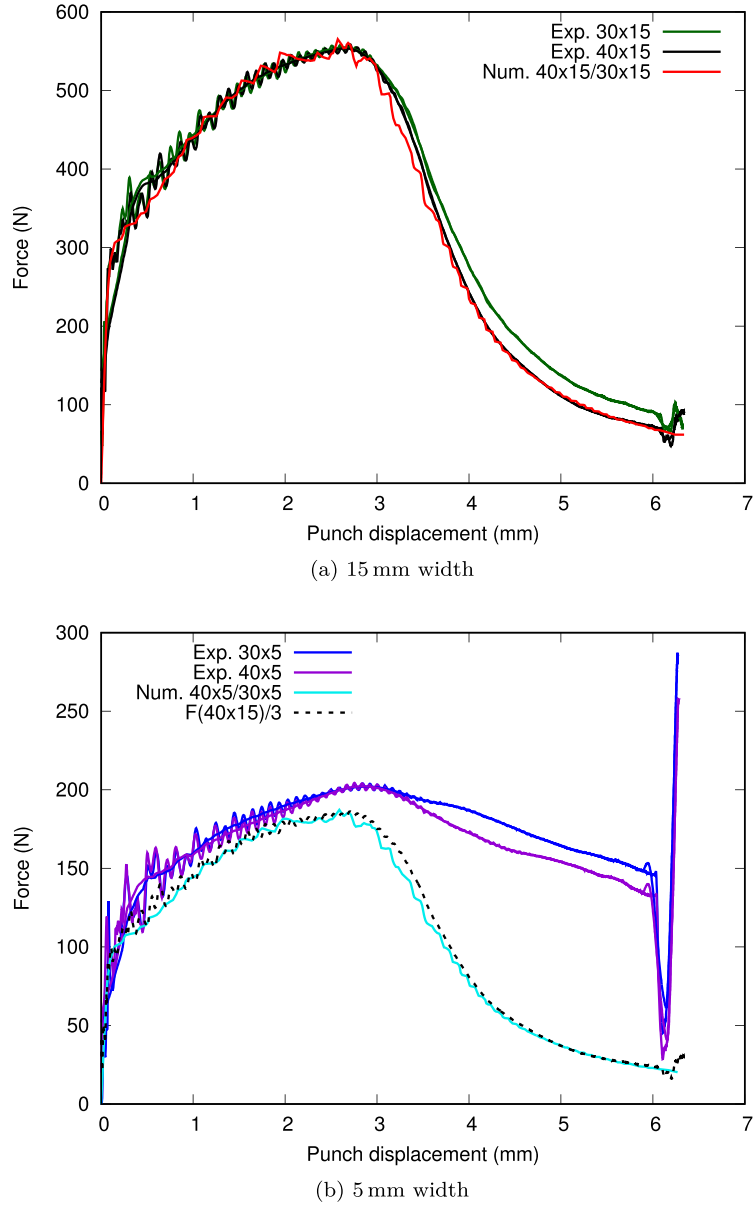 600
500
400
300
200
100
0
Force (N)
Exp. 30x15
Exp. 40x15
Num. 40x15/30x15
0 1 2 3 4 5 6 7
Punch displacement (mm)
(a) 15 mm width
300
250
200
150
100
50
0
Force (N)
Exp. 30x5
Exp. 40x5
Num. 40x5/30x5
F(40x15)/3
0 1 2 3 4 5 6 7
Punch displacement (mm)
(b) 5 mm width